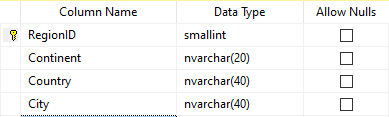 Column Name Data Type Allow Nulls
RegionID smallint
Continent nvarchar(20)
Country nvarchar(40)
City nvarchar(40)